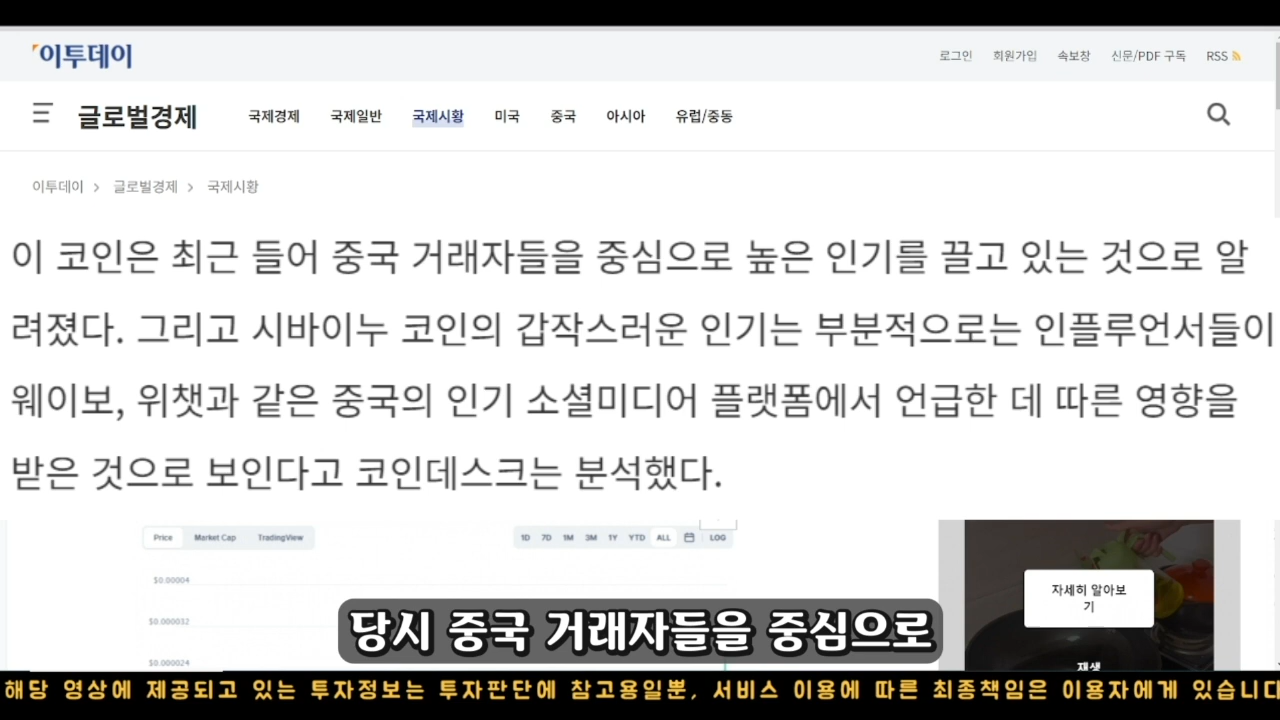 이투데이
로그인 회원가입 속보창 신문/PDF 구독 RSS
글로벌경제 국제경제 국제일반 국제시황 미국 중국 아시아 유럽/중동
이투데이 > 글로벌경제 > 국제시황
이 코인은 최근 들어 중국 거래자들을 중심으로 높은 인기를 끌고 있는 것으로 알
려졌다. 그리고 시바이누 코인의 갑작스러운 인기는 부분적으로는 인플루언서들이
웨이보, 위챗과 같은 중국의 인기 소셜미디어 플랫폼에서 언급한 데 따른 영향을
받은 것으로 보인다고 코인데스크는 분석했다.
Price Market Cap TradingView 1D 7D 1M 3M 1Y YTD ALL LOG
$0.00004
$0.000032
$0.000024
자세히 알아보
기
재생
당시 중국 거래자들을 중심으로
해당 영상에 제공되고 있는 투자정보는 투자판단에 참고용일뿐, 서비스 이용에 따른 최종책임은 이용자에게 있습니다